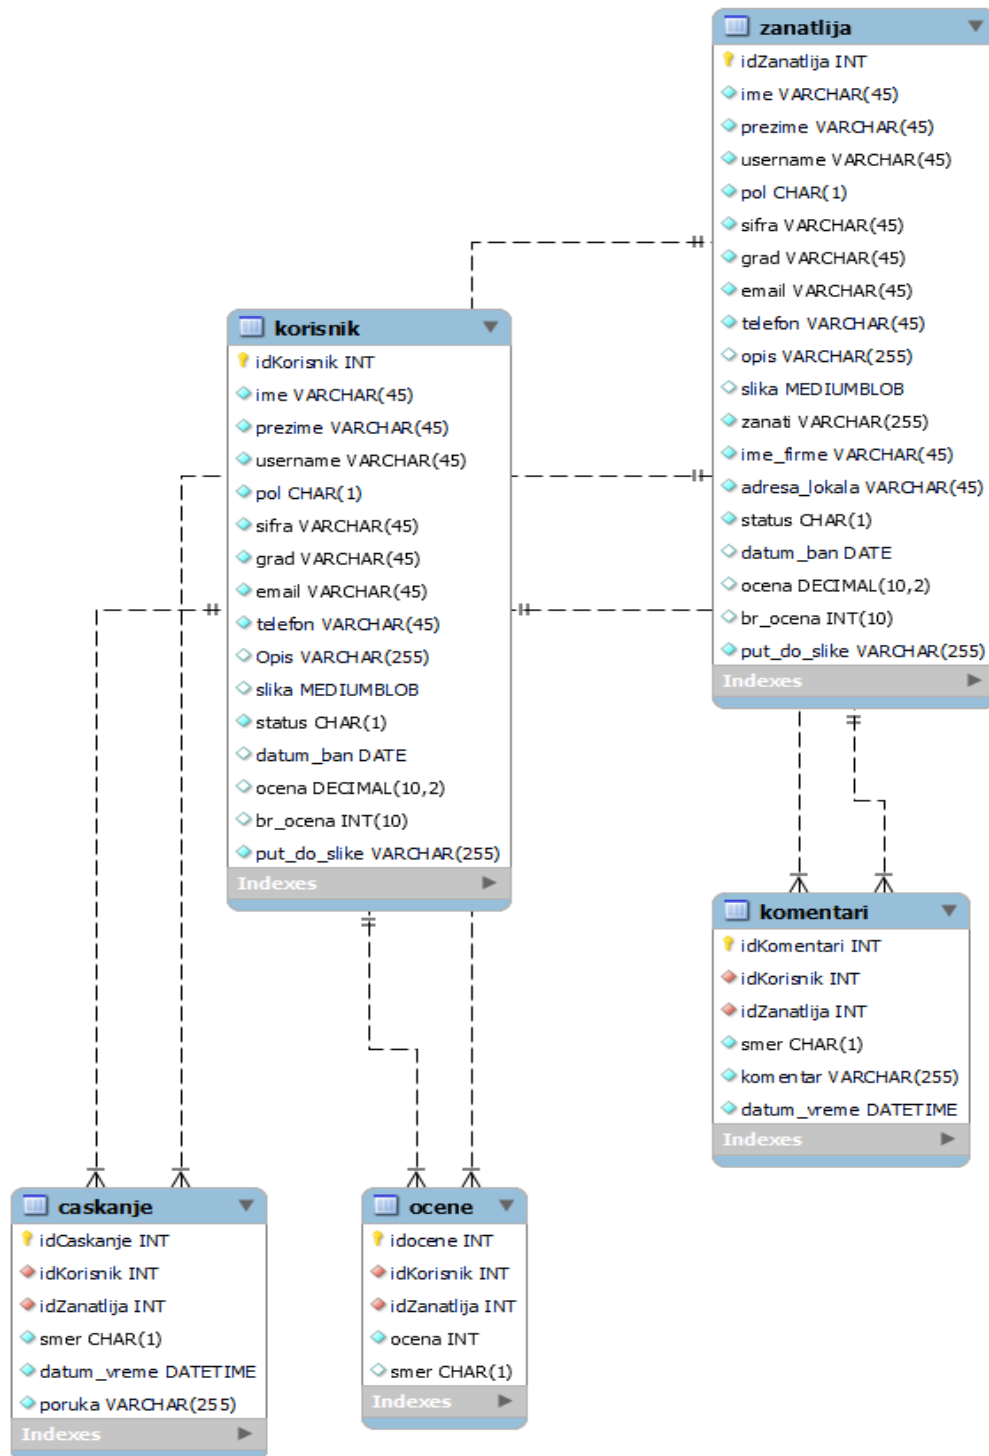 zanatlija
idZanatlija INT
ime VARCHAR(45)
prezime VARCHAR(45)
username VARCHAR(45)
pol CHAR(1)
sifra VARCHAR(45)
grad VARCHAR(45)
email VARCHAR(45)
telefon VARCHAR(45)
opis VARCHAR(255)
slika MEDIUMBLOB
zanati VARCHAR(255)
ime_firme VARCHAR(45)
adresa_lokala VARCHAR(45)
status CHAR(1)
datum_ban DATE
ocena DECIMAL(10,2)
br_ocena INT(10)
put_do_slike VARCHAR(255)
Indexes
korisnik
idKorisnik INT
ime VARCHAR(45)
prezime VARCHAR(45)
username VARCHAR(45)
pol CHAR(1)
sifra VARCHAR(45)
grad VARCHAR(45)
email VARCHAR(45)
telefon VARCHAR(45)
Opis VARCHAR(255)
slika MEDIUMBLOB
status CHAR(1)
datum_ban DATE
ocena DECIMAL(10,2)
br_ocena INT(10)
put_do_slike VARCHAR(255)
Indexes
komentari
idKomentari INT
idKorisnik INT
idZanatlija INT
smer CHAR(1)
komentar VARCHAR(255)
datum_vreme DATETIME
Indexes
caskanje
idCaskanje INT
idKorisnik INT
idZanatlija INT
smer CHAR(1)
datum_vreme DATETIME
poruka VARCHAR(255)
Indexes
ocene
idocene INT
idKorisnik INT
idZanatlija INT
ocena INT
smer CHAR(1)
Indexes